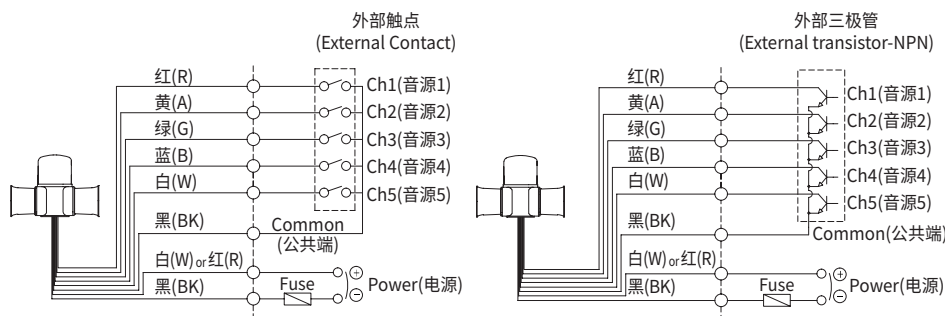 外部触点
(External Contact)
红(R)
Ch1(音源1)
黄(A)
Ch2(音源2)
绿(G)
Ch3(音源3)
蓝(B)
Ch4(音源4)
白(W)
Ch5(音源5)
黑(BK)
Common
(公共端)
白(W) or 红(R)
黑(BK)
Fuse
Power(电源)
外部三极管
(External transistor-NPN)
红(R)
Ch1(音源1)
黄(A)
Ch2(音源2)
绿(G)
Ch3(音源3)
蓝(B)
Ch4(音源4)
白(W)
Ch5(音源5)
黑(BK)
Common(公共端)
白(W) or 红(R)
黑(BK)
Fuse
Power(电源)